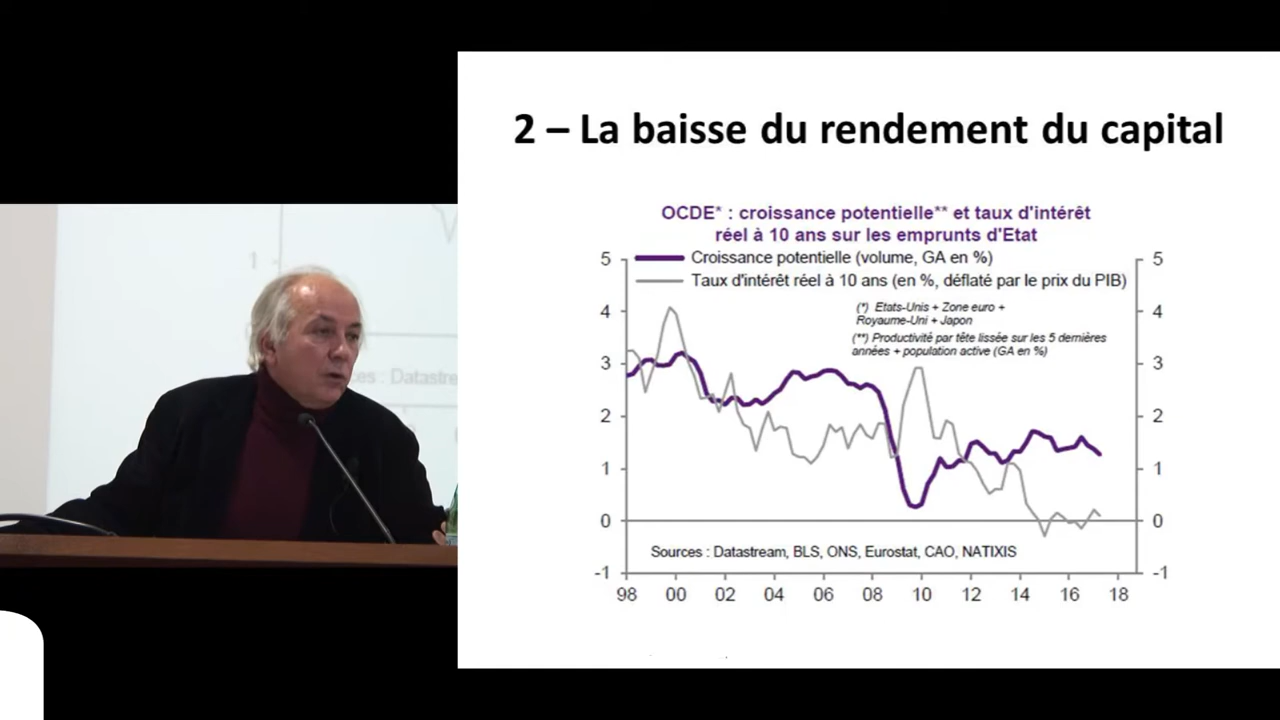 2 – La baisse du rendement du capital
OCDE* : croissance potentielle** et taux d'intérêt
réel à 10 ans sur les emprunts d'Etat
Croissance potentielle (volume, GA en %)
Taux d'intérêt réel à 10 ans (en %, déflaté par le prix du PIB)
(*) Etats-Unis + Zone euro +
Royaume-Uni + Japon
(**) Productivité par tête lissée sur les 5 dernières
années + population active (GA en %)
5 5
4 4
3 3
2 2
1 1
0 0
-1 -1
Sources : Datastream, BLS, ONS, Eurostat, CAO, NATIXIS
98 00 02 04 06 08 10 12 14 16 18
1
es : Datastre